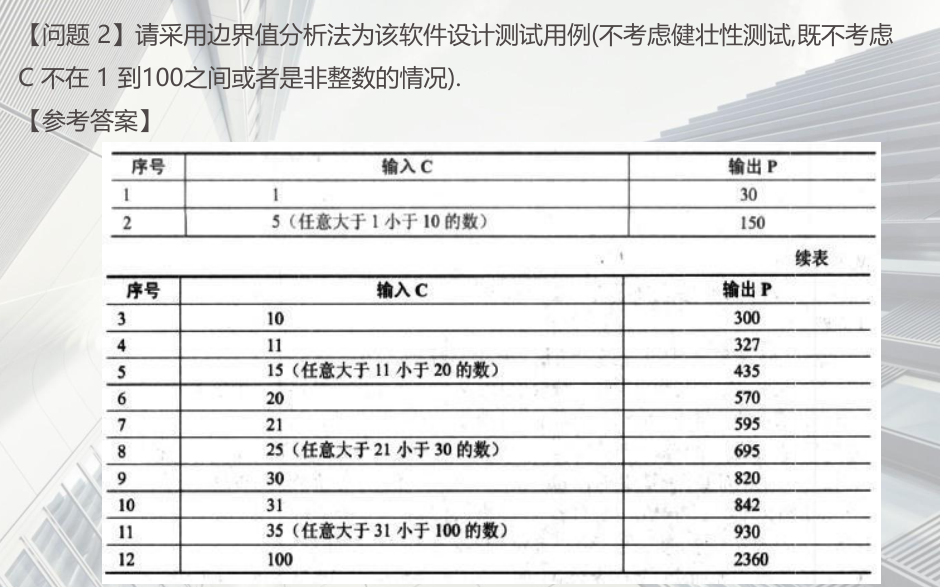 【问题 2】请采用边界值分析法为该软件设计测试用例(不考虑健壮性测试,既不考虑
C 不在 1 到100之间或者是非整数的情况).
【参考答案】
序号 输入 C 输出 P
1 1 30
2 5（任意大于 1 小于 10 的数） 150
续表
序号 输入 C 输出 P
3 10 300
4 11 327
5 15（任意大于 11 小于 20 的数） 435
6 20 570
7 21 595
8 25（任意大于 21 小于 30 的数） 695
9 30 820
10 31 842
11 35（任意大于 31 小于 100 的数） 930
12 100 2360